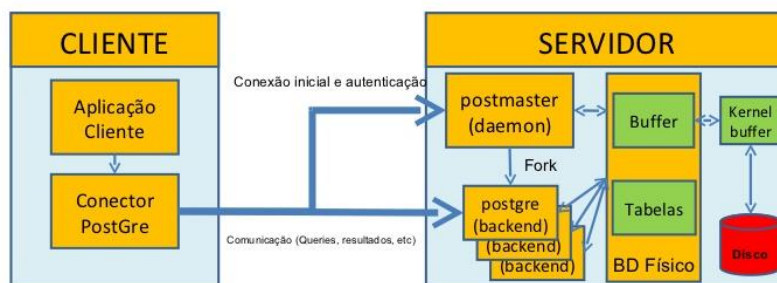 CLIENTE
Aplicação
Cliente
Conector
PostGre
Conexão inicial e autenticação
Comunicação (Queries, resultados, etc)
SERVIDOR
postmaster
(daemon)
Fork
postgre
(backend)
(backend)
(backend)
Buffer
Tabelas
BD Físico
Kernel
buffer
Disco